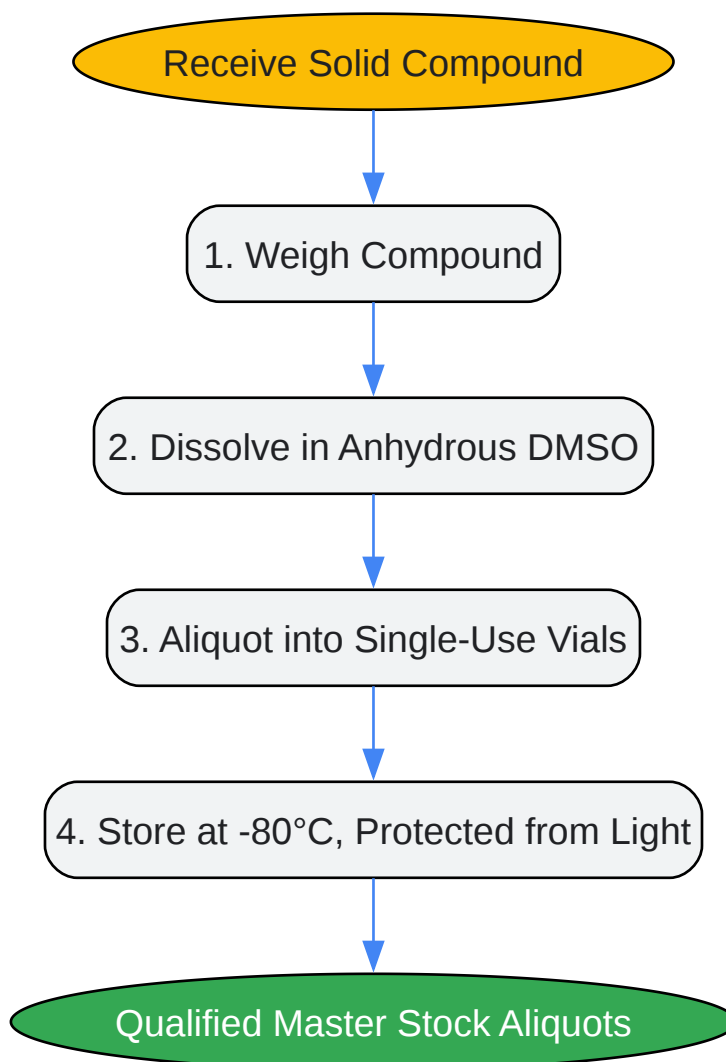 Receive Solid Compound
1. Weigh Compound
2. Dissolve in Anhydrous DMSO
3. Aliquot into Single-Use Vials
4. Store at -80°C, Protected from Light
Qualified Master Stock Aliquots